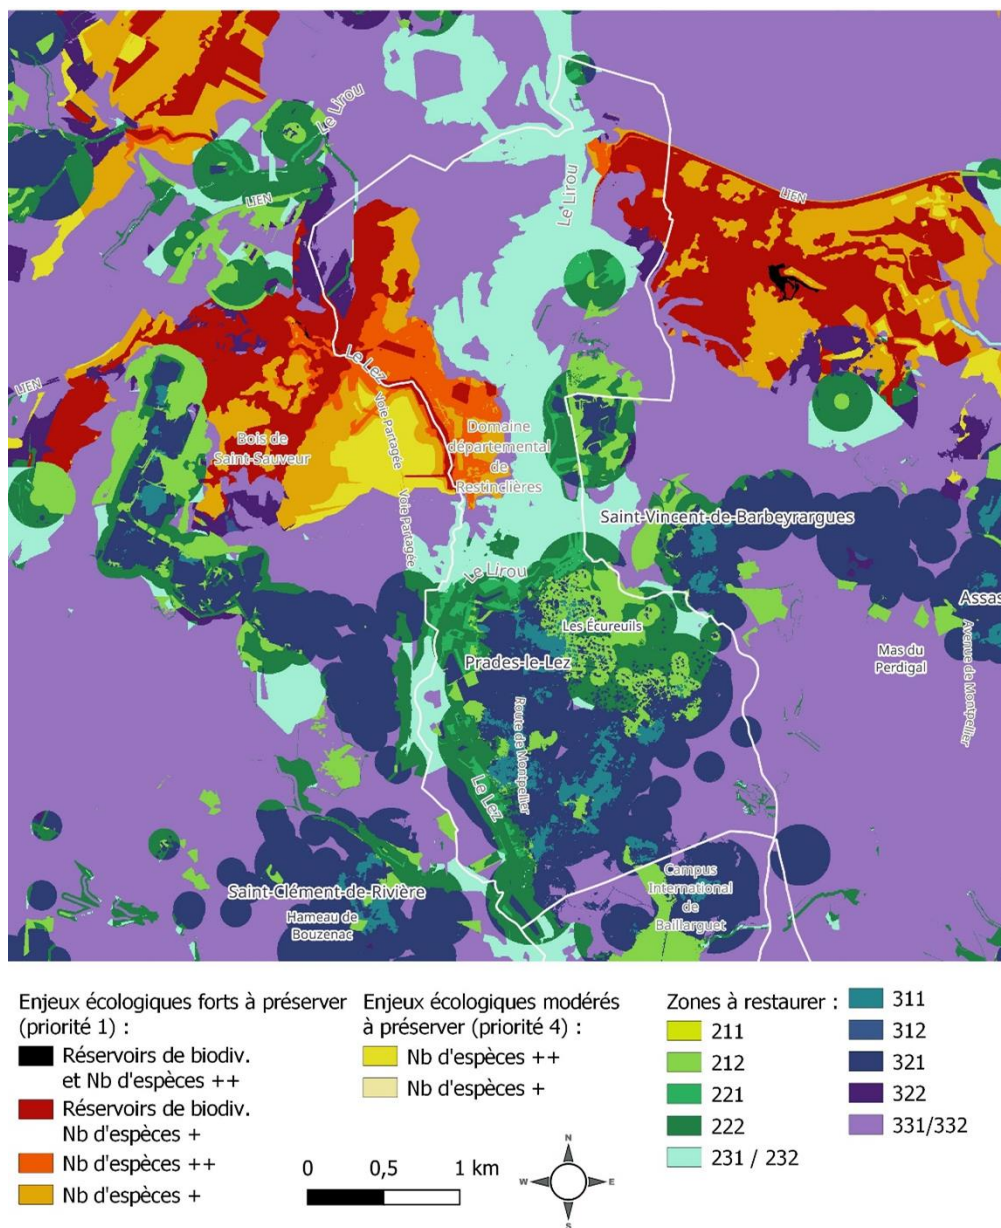 Le Lirou
LIEN
Le Lirou
LIEN
Le Lez
LIEN
Voie Partagée
Bois de
Saint-Sauveur
Domaine
départemental
de
Restinclières
Voie Partagée
Saint-Vincent-de-Barbeyrargues
Le Lirou
Assas
Les Écureuils
Mas du
Perdigal
Avenue de Montpellier
Prades-le-Lez
Route de Montpellier
Le Lez
Saint-Clément-de-Rivière
Hameau de
Bouzenac
Campus
International
de
Baillarguet
Enjeux écologiques forts à préserver
(priorité 1) :
Réservoirs de biodiv.
et Nb d'espèces ++
Réservoirs de biodiv.
Nb d'espèces +
Nb d'espèces ++
Nb d'espèces +
Enjeux écologiques modérés
à préserver (priorité 4) :
Nb d'espèces ++
Nb d'espèces +
0 0,5 1 km
N
W E
S
Zones à restaurer :
211
212
221
222
231 / 232
311
312
321
322
331/332